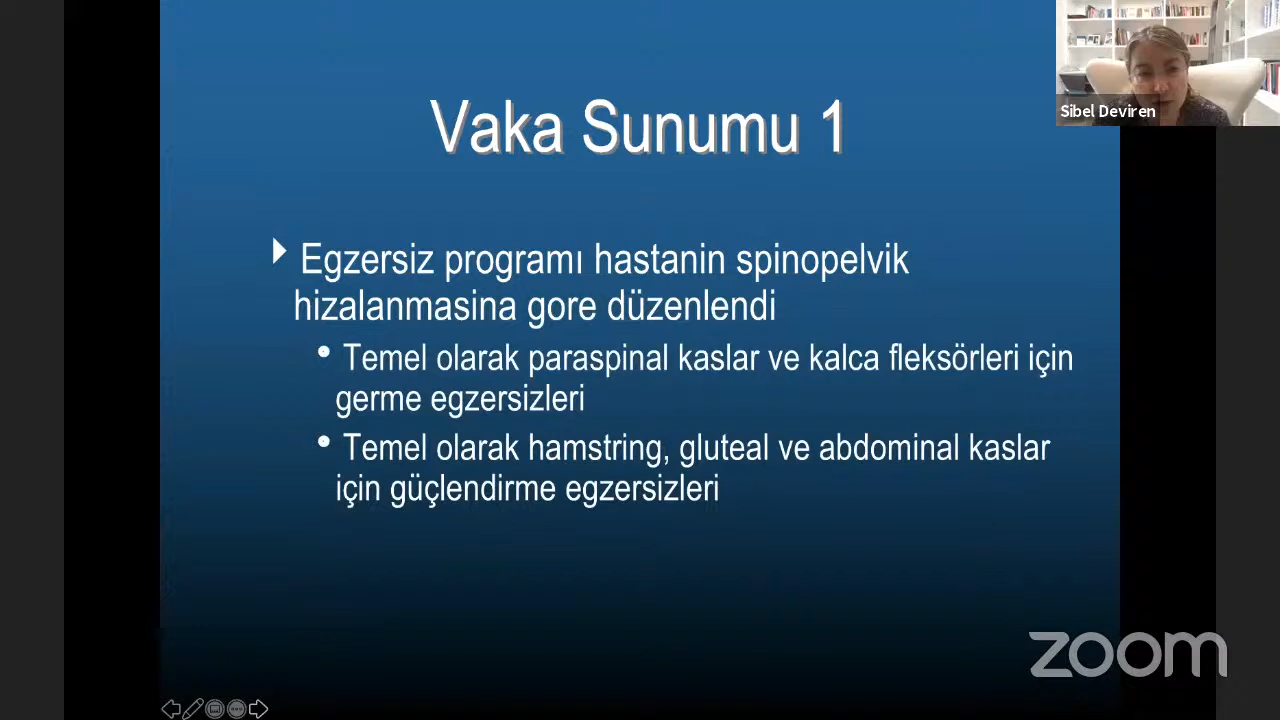 Vaka Sunumu 1
Sibel Deviren
Egzersiz programı hastanin spinopelvik
hizalanmasina gore düzenlendi
Temel olarak paraspinal kaslar ve kalca fleksörleri için
germe egzersizleri
Temel olarak hamstring, gluteal ve abdominal kaslar
için güçlendirme egzersizleri
zoom